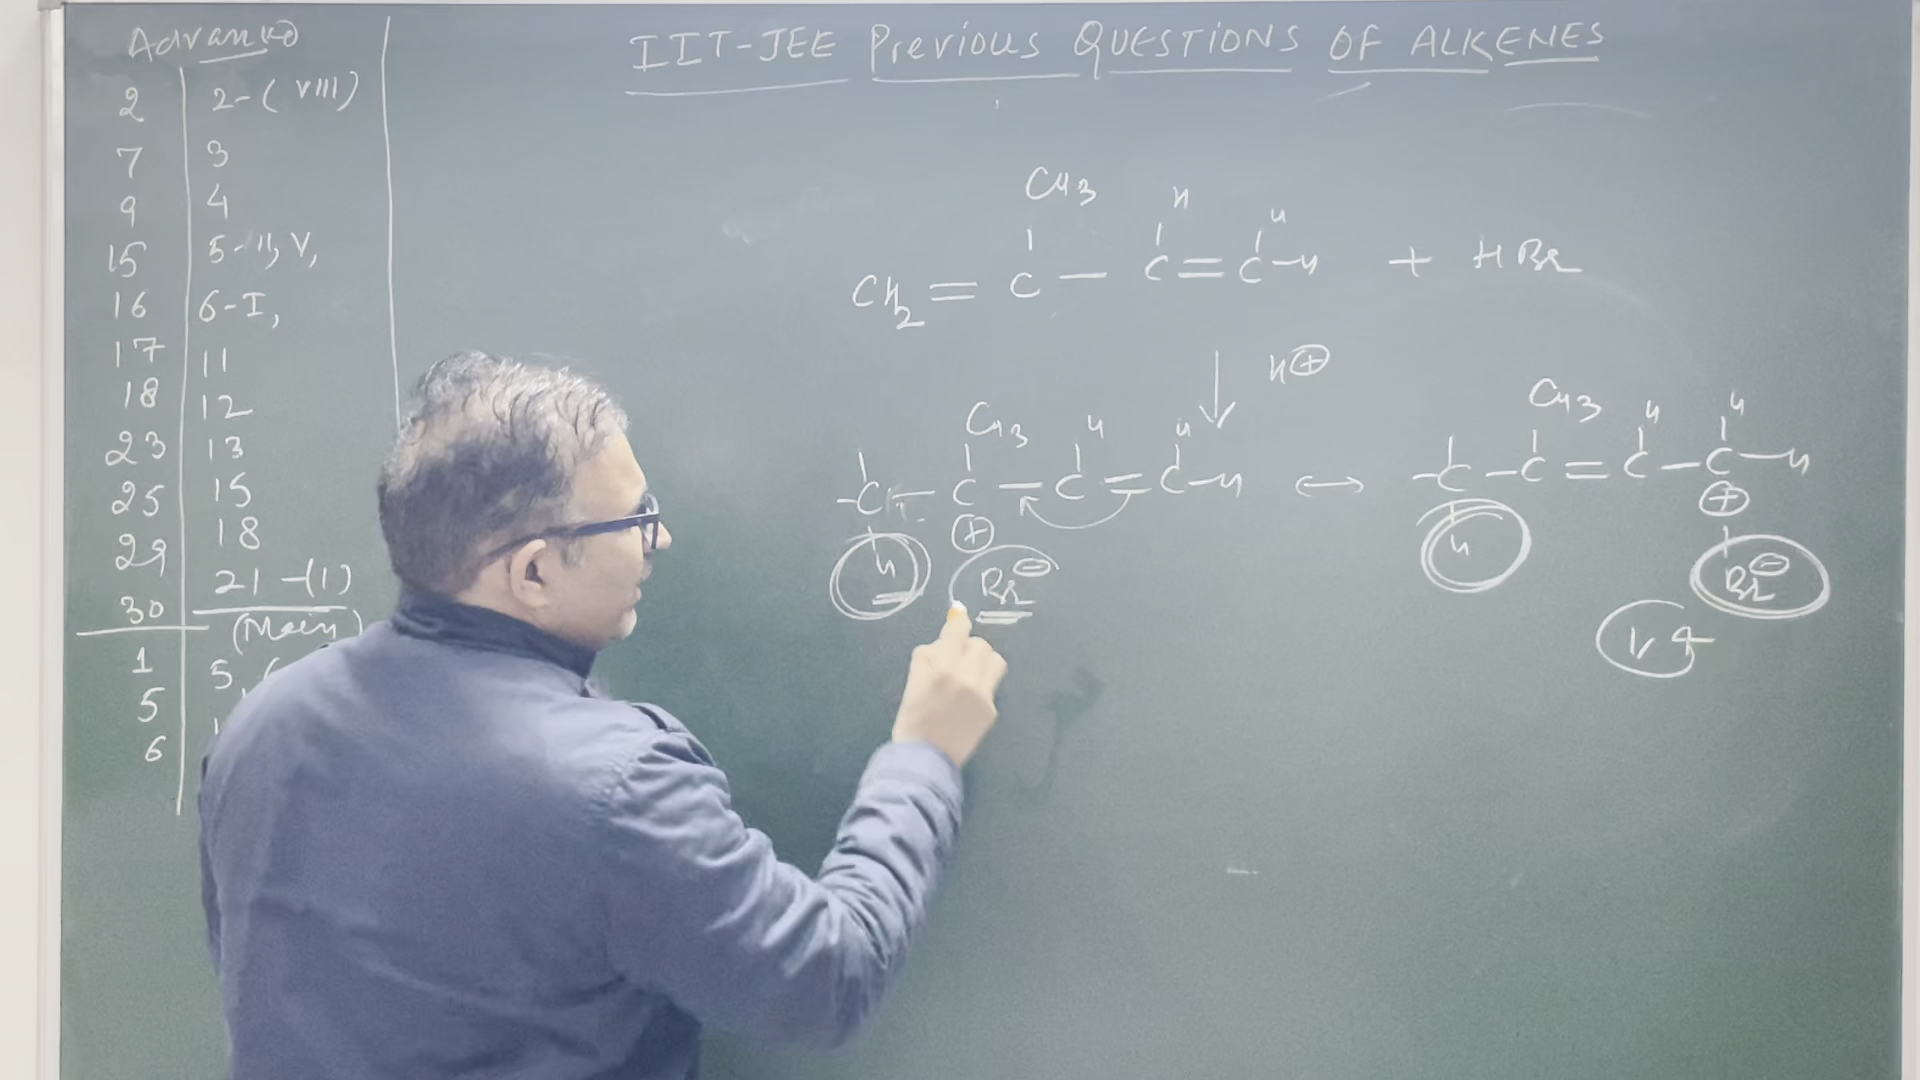 Advanced
2 | 2-(VIII)
7 | 3
9 | 4
15 | 5-II, V,
16 | 6-I,
17 | 11
18 | 12
23 | 13
25 | 15
29 | 18
30 | 21-(1)
(Main)
1 | 5
5
6
IIT-JEE Previous QUESTIONS OF ALKENES
CH3 H H
CH2 = C — C = C-H + HBr
↓ H⊕
CH3 H H CH3 H H
-C-C-C=C-H ↔ -C-C=C-C-H
⊕ ⊕
H Br⊖ H Br⊖
1,4